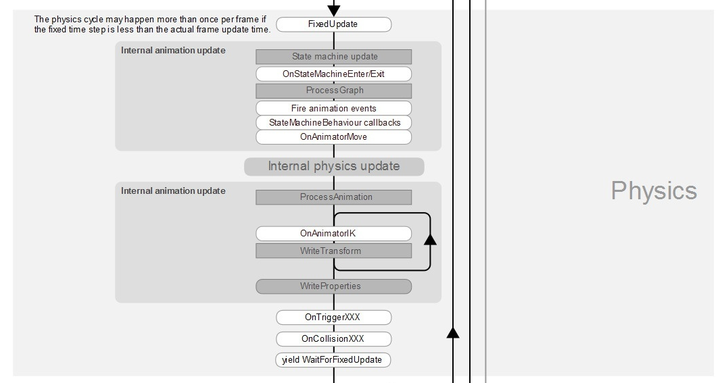 The physics cycle may happen more than once per frame if
the fixed time step is less than the actual frame update time.
FixedUpdate
Internal animation update
State machine update
OnStateMachineEnter/Exit
ProcessGraph
Fire animation events
StateMachineBehaviour callbacks
OnAnimatorMove
Internal physics update
Internal animation update
ProcessAnimation
Physics
OnAnimatorIK
WriteTransform
WriteProperties
OnTriggerXXX
OnCollisionXXX
yield WaitForFixedUpdate